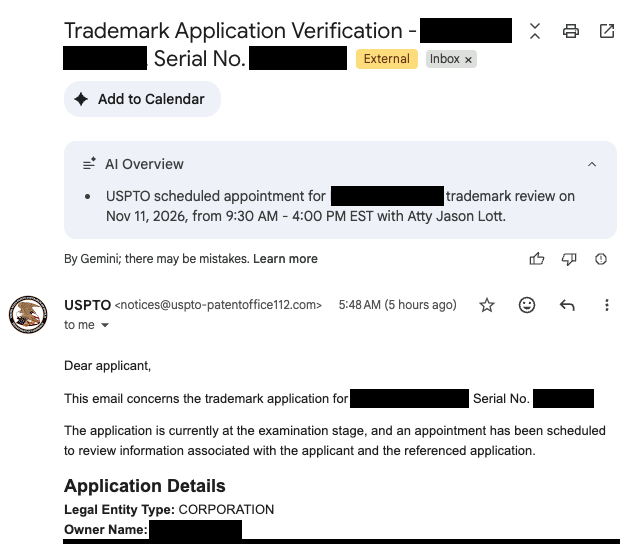 Trademark Application Verification -
Serial No. External Inbox ×
Add to Calendar
AI Overview
• USPTO scheduled appointment for trademark review on
Nov 11, 2026, from 9:30 AM - 4:00 PM EST with Atty Jason Lott.
By Gemini; there may be mistakes. Learn more
USPTO <notices@uspto-patentoffice112.com> 5:48 AM (5 hours ago)
to me
Dear applicant,
This email concerns the trademark application for Serial No.
The application is currently at the examination stage, and an appointment has been scheduled
to review information associated with the applicant and the referenced application.
Application Details
Legal Entity Type: CORPORATION
Owner Name: